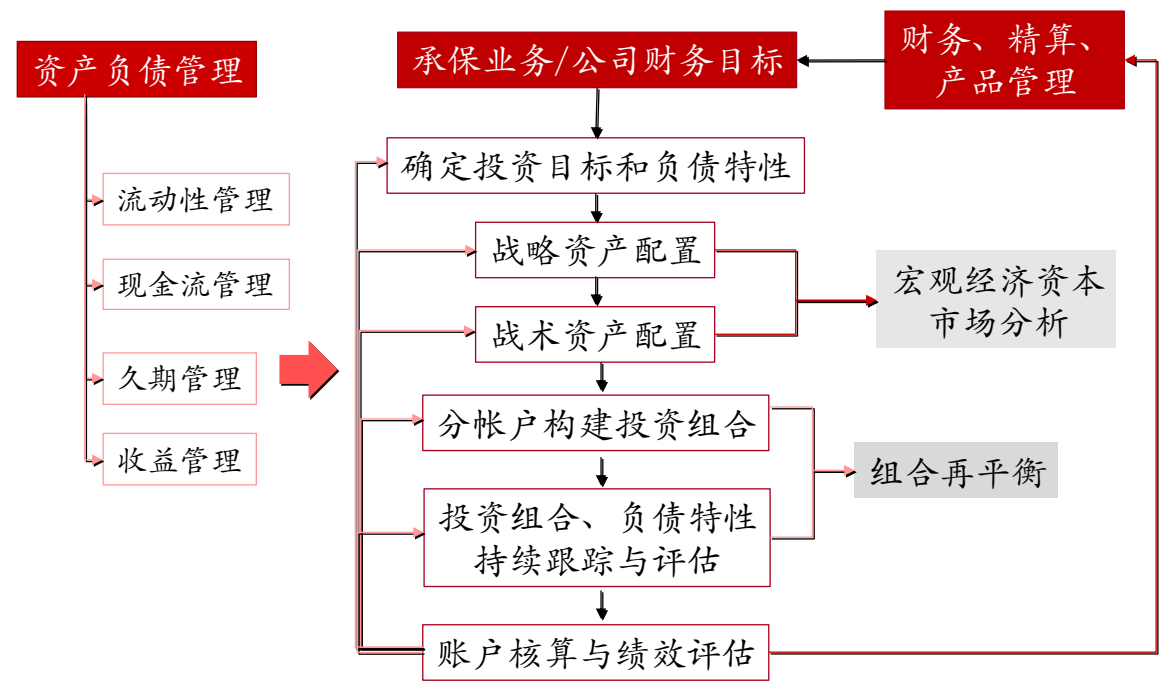 资产负债管理
流动性管理
现金流管理
久期管理
收益管理
承保业务/公司财务目标
财务、精算、
产品管理
确定投资目标和负债特性
战略资产配置
战术资产配置
宏观经济资本
市场分析
分帐户构建投资组合
投资组合、负债特性
持续跟踪与评估
组合再平衡
账户核算与绩效评估